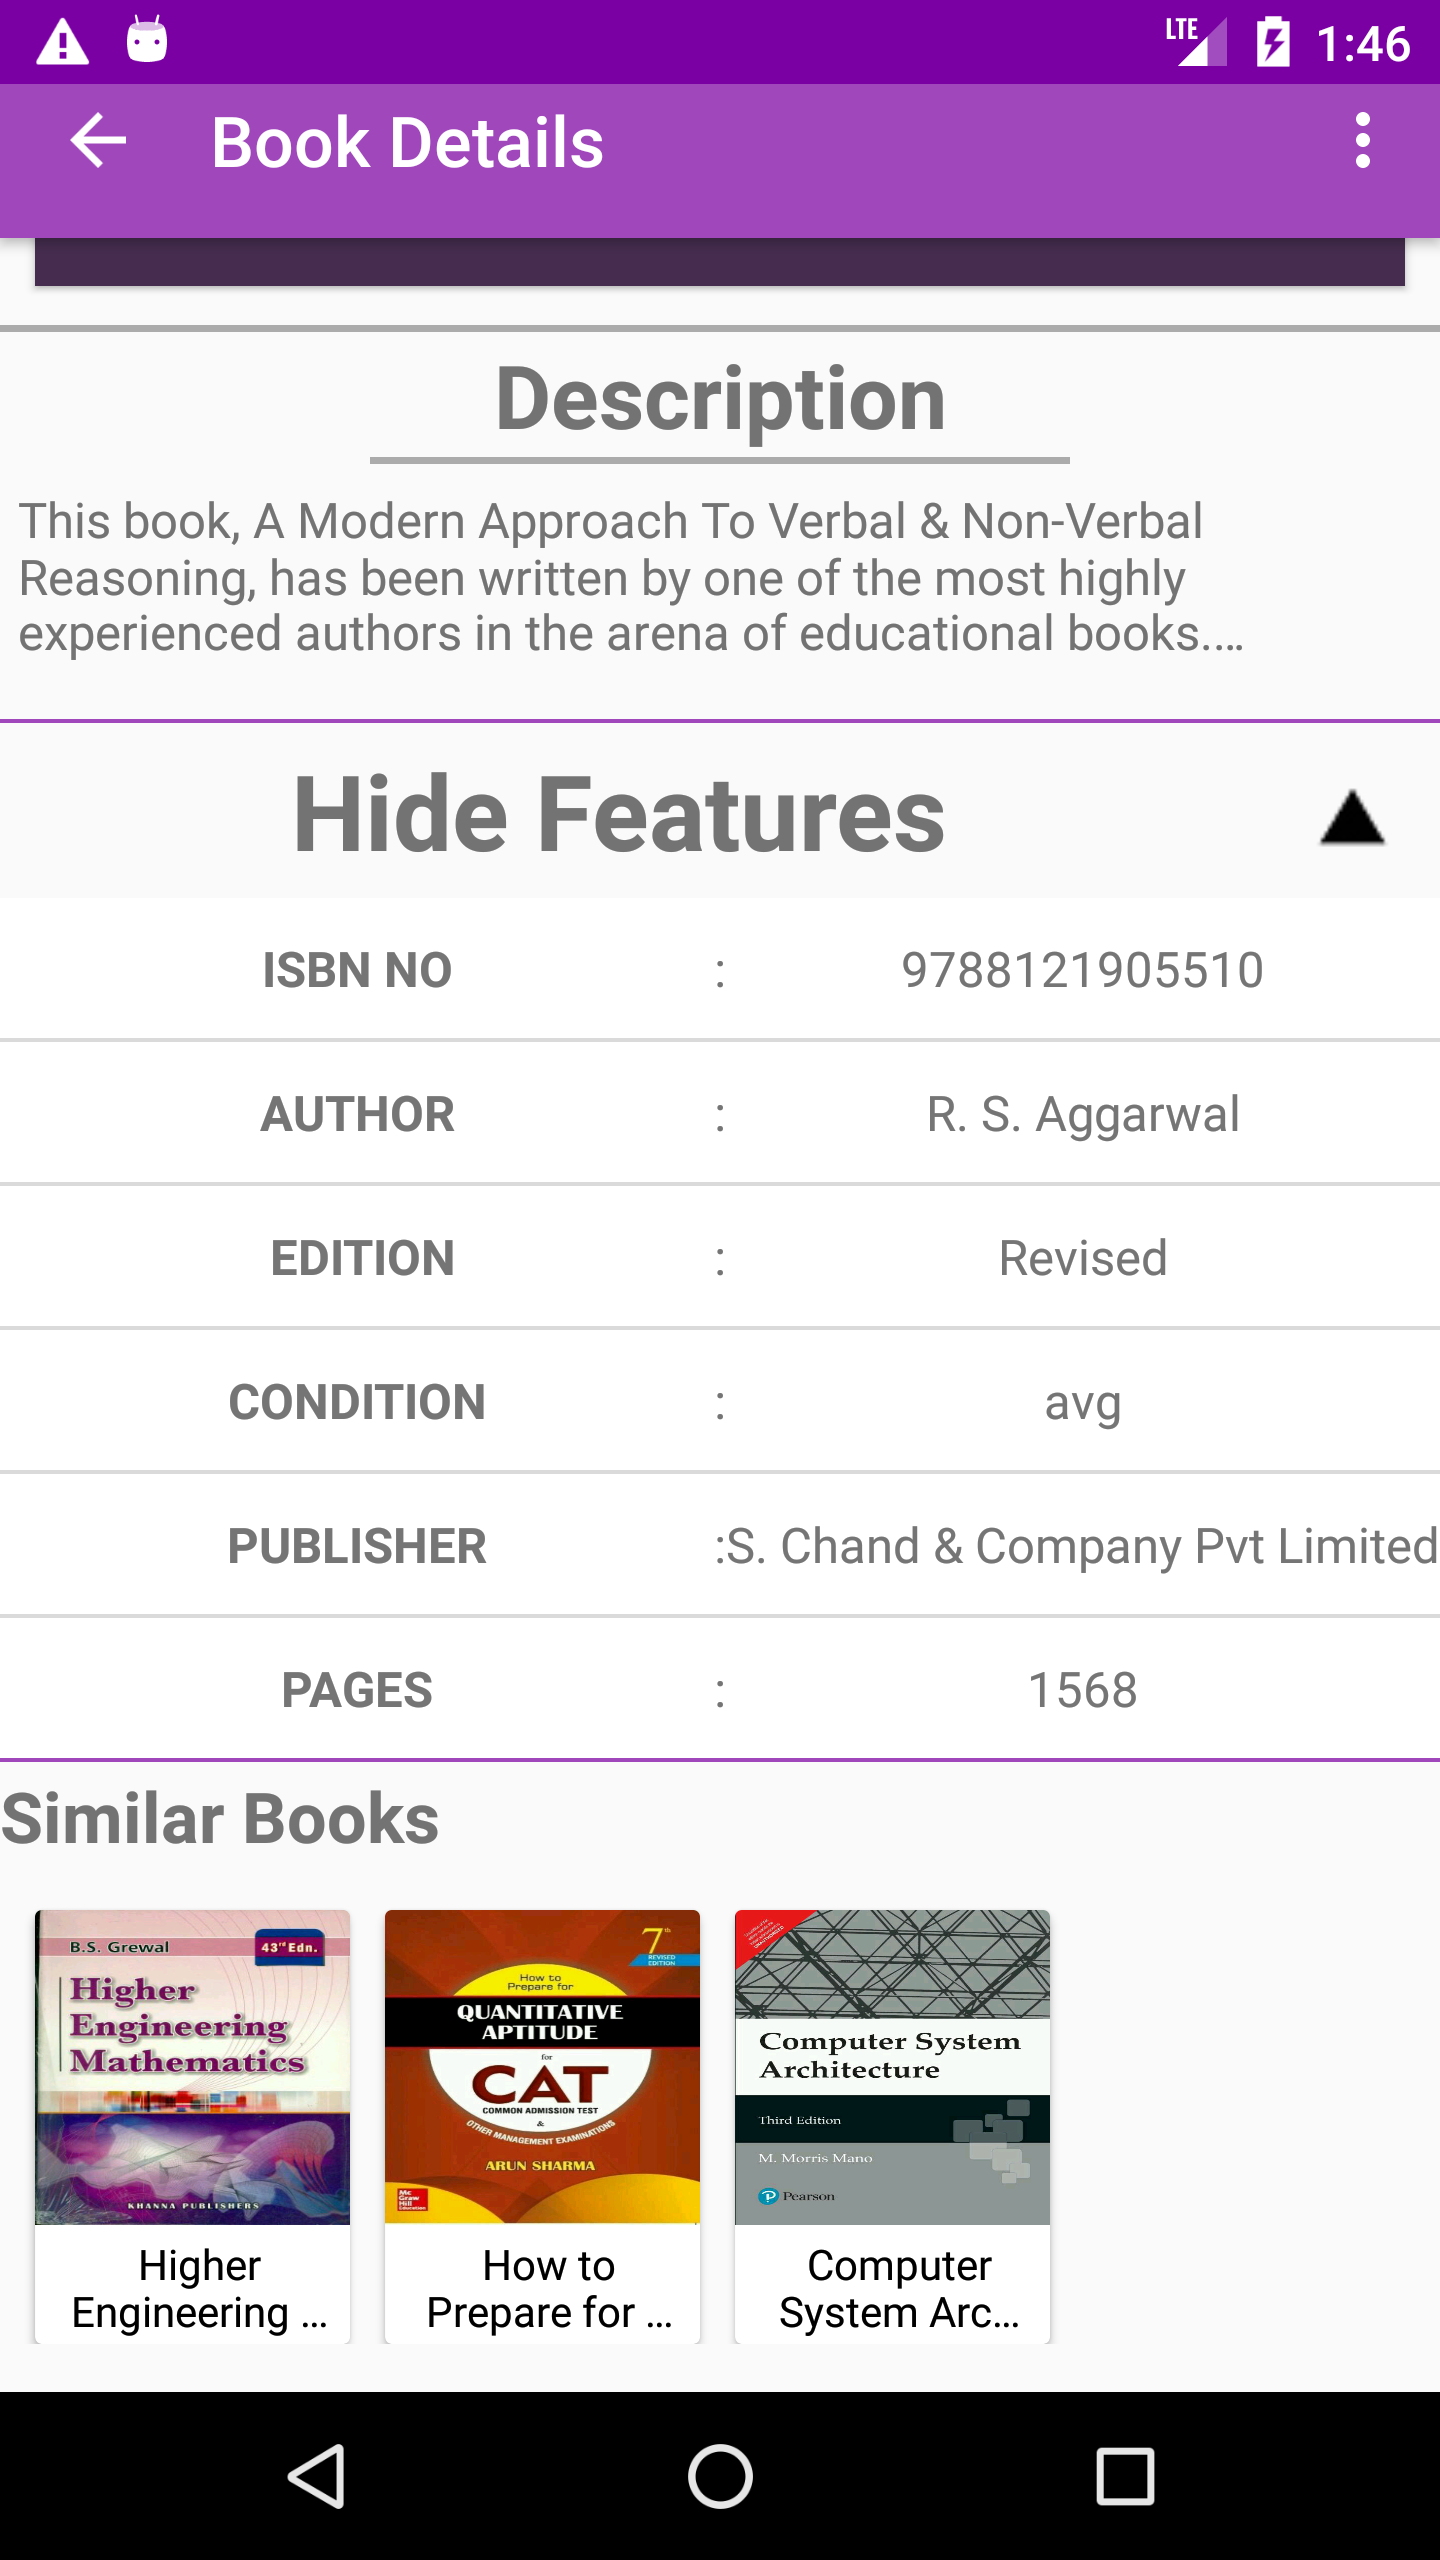 LTE 1:46
Book Details
Description
This book, A Modern Approach To Verbal & Non-Verbal
Reasoning, has been written by one of the most highly
experienced authors in the arena of educational books.…
Hide Features
ISBN NO : 9788121905510
AUTHOR : R. S. Aggarwal
EDITION : Revised
CONDITION : avg
PUBLISHER :S. Chand & Company Pvt Limited
PAGES : 1568
Similar Books
B.S. Grewal
43rd Edn.
Higher
Engineering
Mathematics
KHANNA PUBLISHERS
Higher
Engineering ...
7th
REVISED
EDITION
How to
Prepare for
QUANTITATIVE
APTITUDE
for
CAT
COMMON ADMISSION TEST
&
OTHER MANAGEMENT EXAMINATIONS
ARUN SHARMA
Mc
Graw
Hill
Education
How to
Prepare for ...
Computer System
Architecture
Third Edition
M. Morris Mano
Pearson
Computer
System Arc...